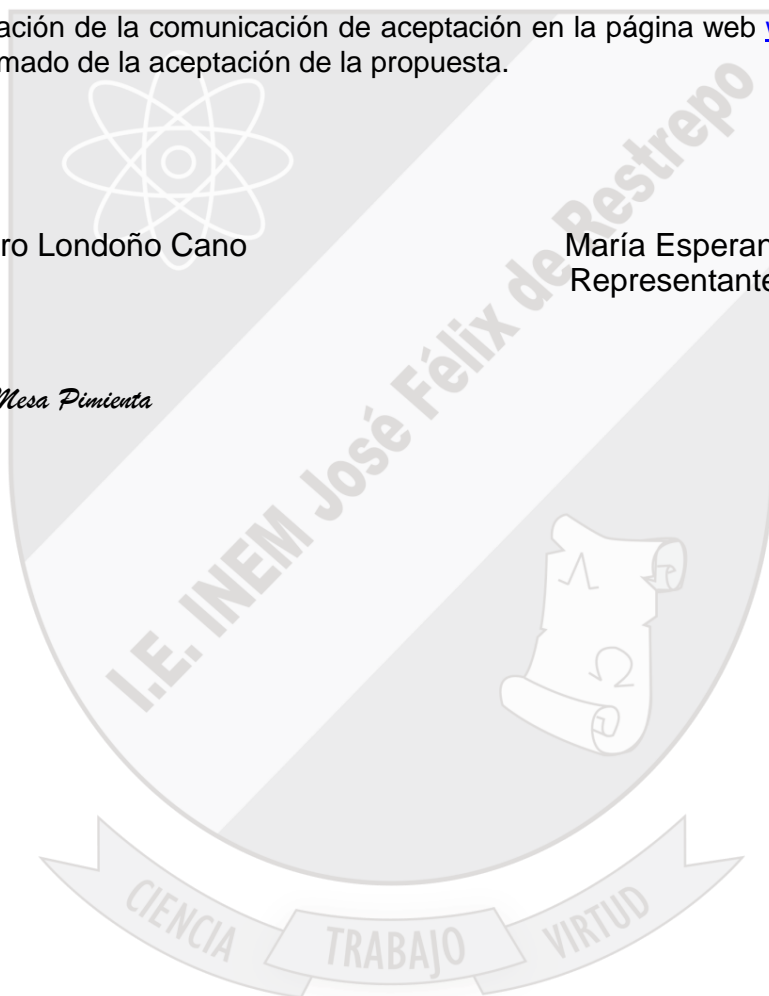 ación de la comunicación de aceptación en la página web
mado de la aceptación de la propuesta.
ro Londoño Cano
María Esperan
Representante
Mesa Pimienta
I.E. INEM José Félix de Restrepo
CIENCIA TRABAJO VIRTUD